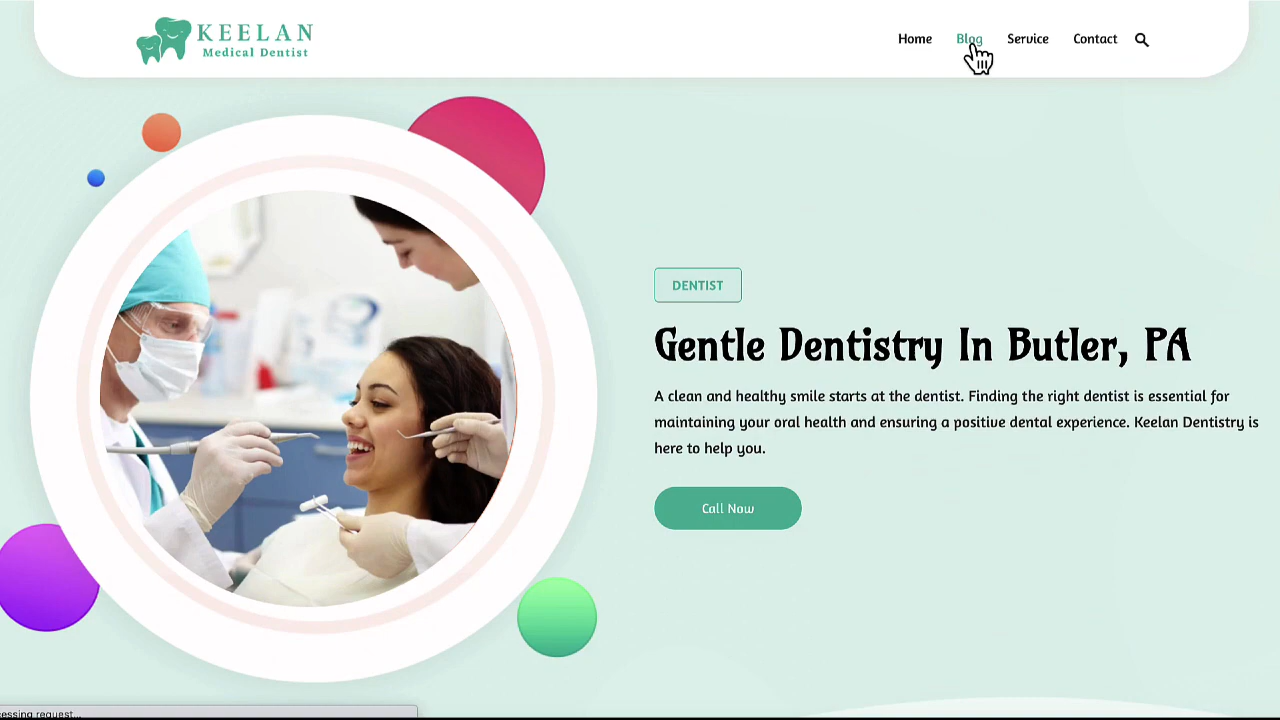 KEELAN
Medical Dentist
Home Blog Service Contact
DENTIST
Gentle Dentistry In Butler, PA
A clean and healthy smile starts at the dentist. Finding the right dentist is essential for
maintaining your oral health and ensuring a positive dental experience. Keelan Dentistry is
here to help you.
Call Now
request...